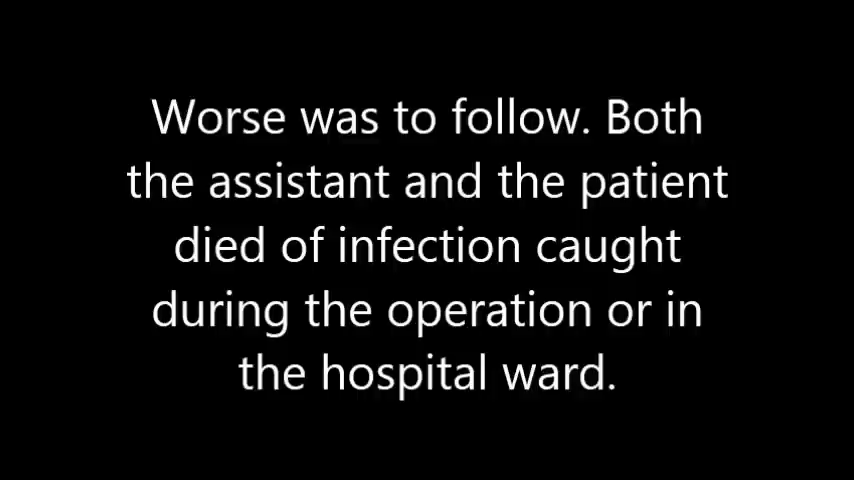 Worse was to follow. Both
the assistant and the patient
died of infection caught
during the operation or in
the hospital ward.